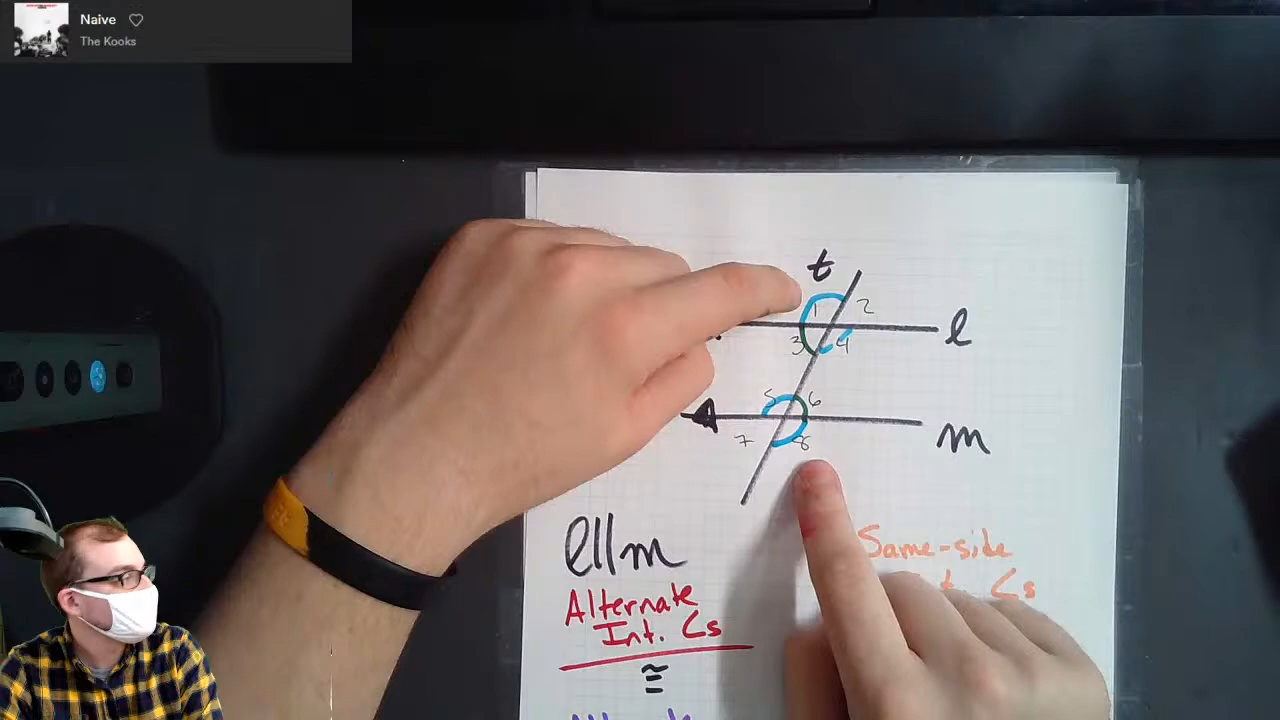 Naive
The Kooks
t
1 2
l
3 4
5 6
m
7 8
l||m
Same-side
∠s
Alternate
Int. ∠s
≅